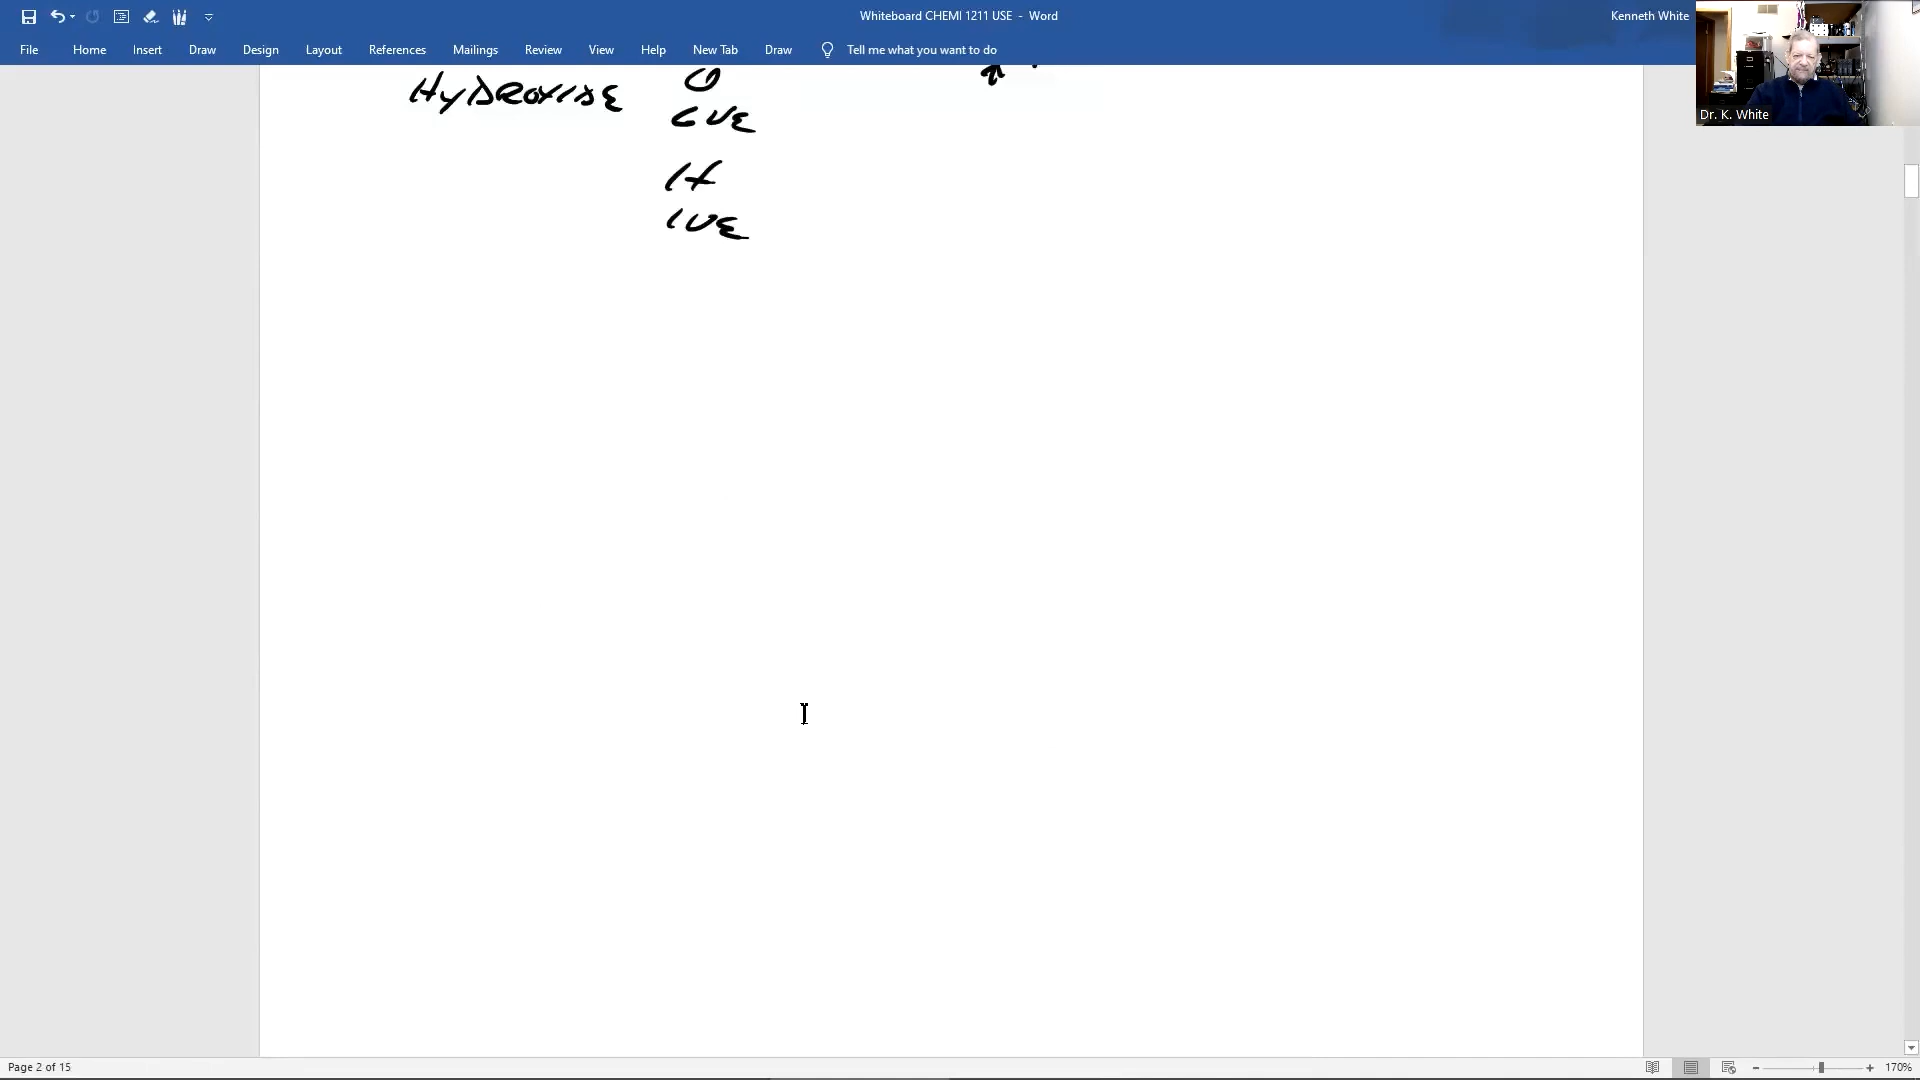 Whiteboard CHEMI 1211 USE - Word
Kenneth White
File Home Insert Draw Design Layout References Mailings Review View Help New Tab Draw Tell me what you want to do
Dr. K. White
HYDROXIDE
O
6VE
H
1VE
Page 2 of 15
170%